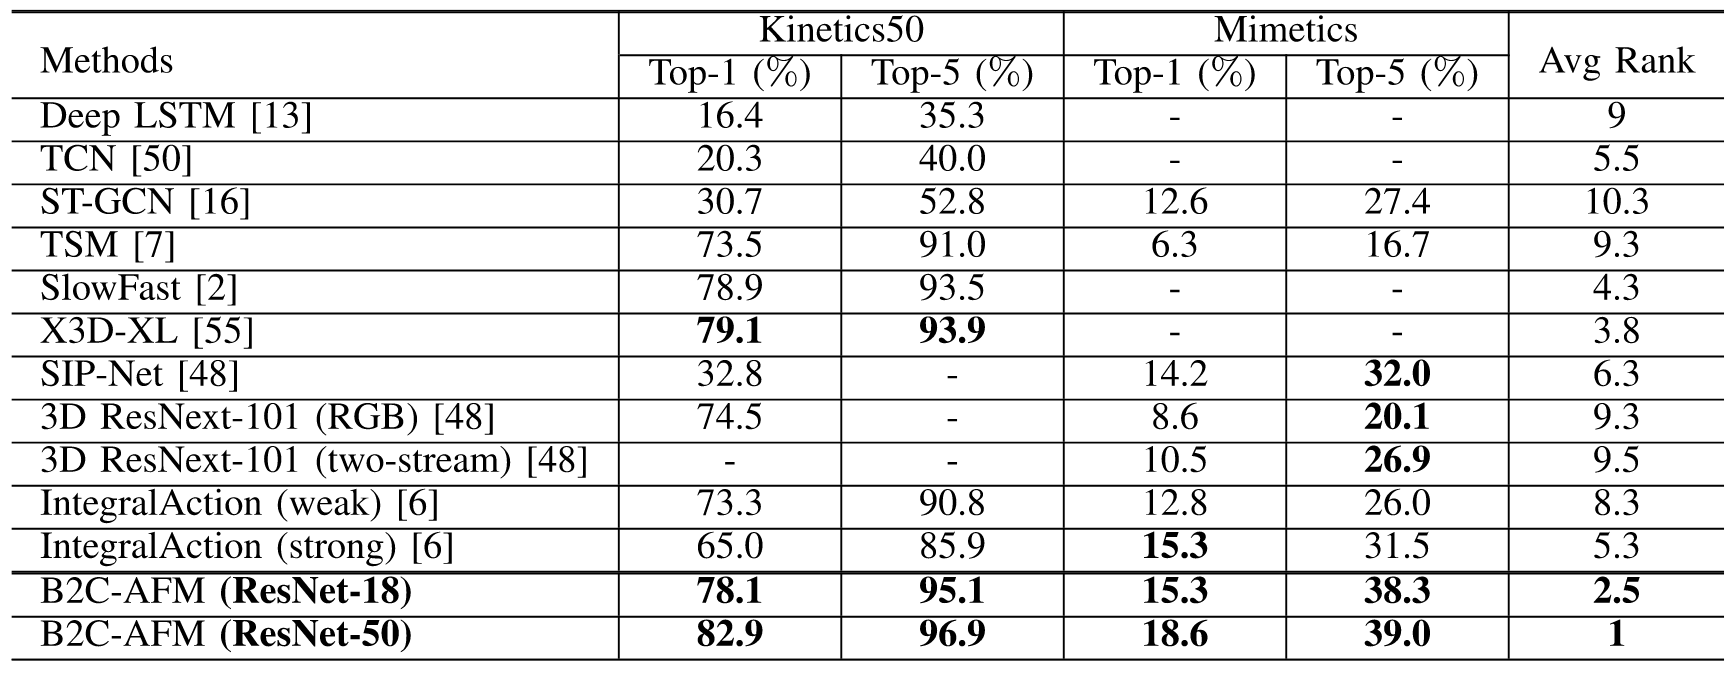 Methods Kinetics50 Mimetics Avg Rank
Top-1 (%) Top-5 (%) Top-1 (%) Top-5 (%)
Deep LSTM [13] 16.4 35.3 - - 9
TCN [50] 20.3 40.0 - - 5.5
ST-GCN [16] 30.7 52.8 12.6 27.4 10.3
TSM [7] 73.5 91.0 6.3 16.7 9.3
SlowFast [2] 78.9 93.5 - - 4.3
X3D-XL [55] 79.1 93.9 - - 3.8
SIP-Net [48] 32.8 - 14.2 32.0 6.3
3D ResNext-101 (RGB) [48] 74.5 - 8.6 20.1 9.3
3D ResNext-101 (two-stream) [48] - - 10.5 26.9 9.5
IntegralAction (weak) [6] 73.3 90.8 12.8 26.0 8.3
IntegralAction (strong) [6] 65.0 85.9 15.3 31.5 5.3
B2C-AFM (ResNet-18) 78.1 95.1 15.3 38.3 2.5
B2C-AFM (ResNet-50) 82.9 96.9 18.6 39.0 1